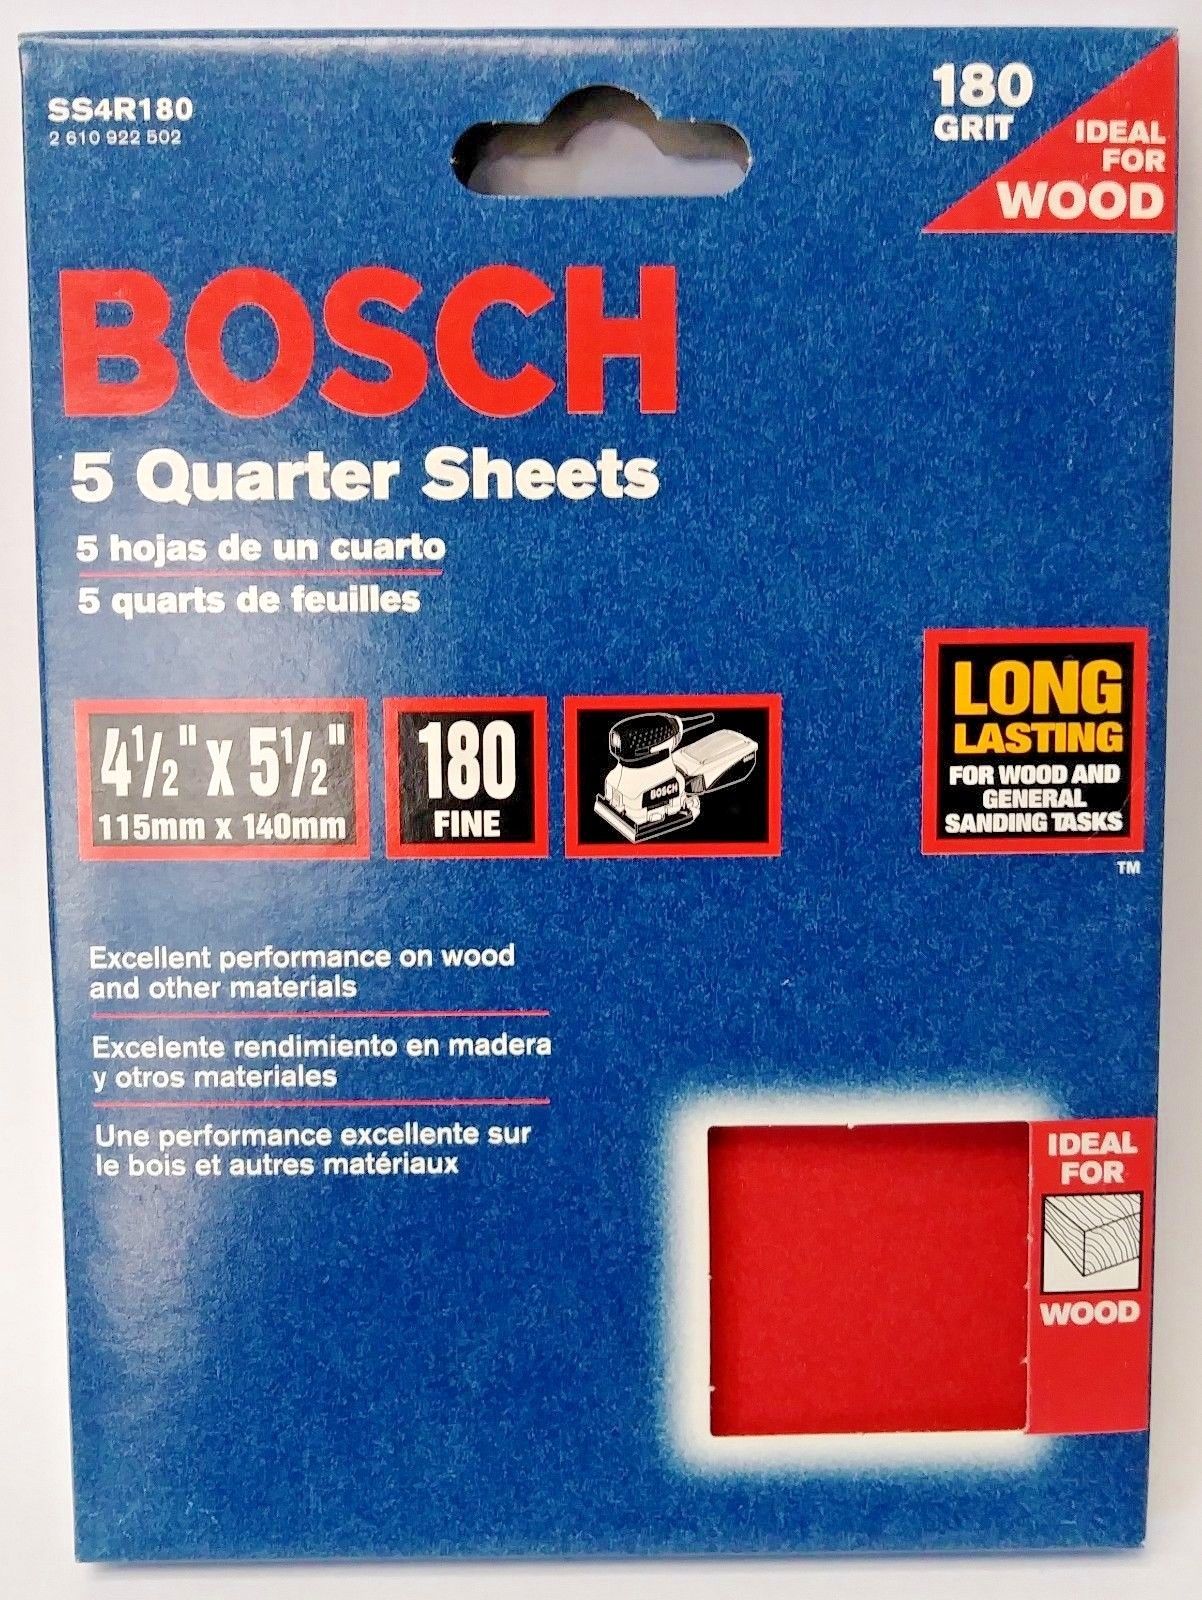 SS4R180
2 610 922 502
180
GRIT
IDEAL
FOR
WOOD
BOSCH
5 Quarter Sheets
5 hojas de un cuarto
5 quarts de feuilles
4½" x 5½"
115mm x 140mm
180
FINE
BOSCH
LONG
LASTING
FOR WOOD AND
GENERAL
SANDING TASKS
TM
Excellent performance on wood
and other materials
Excelente rendimiento en madera
y otros materiales
Une performance excellente sur
le bois et autres matériaux
IDEAL
FOR
WOOD